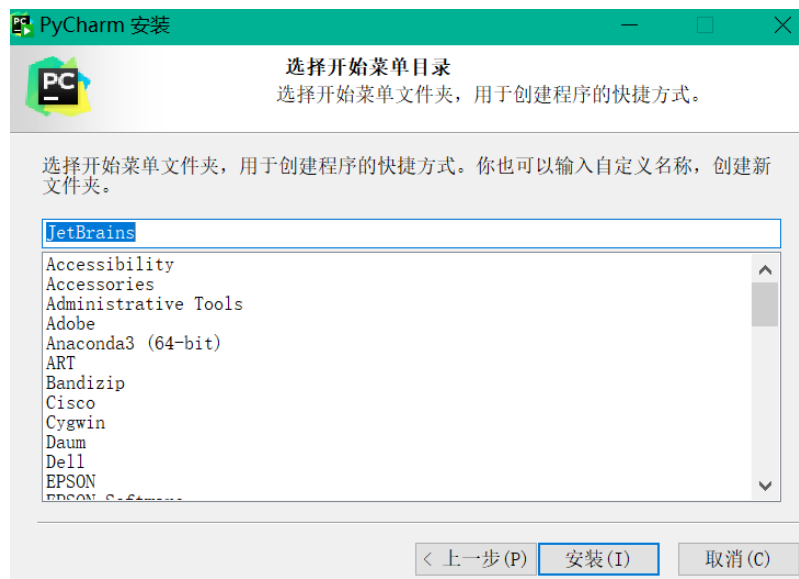 PyCharm 安装
PC
选择开始菜单目录
选择开始菜单文件夹，用于创建程序的快捷方式。
选择开始菜单文件夹，用于创建程序的快捷方式。你也可以输入自定义名称，创建新
文件夹。
JetBrains
Accessibility
Accessories
Administrative Tools
Adobe
Anaconda3 (64-bit)
ART
Bandizip
Cisco
Cygwin
Daum
Dell
EPSON
EPSON Software
< 上一步(P)
安装(I)
取消(C)